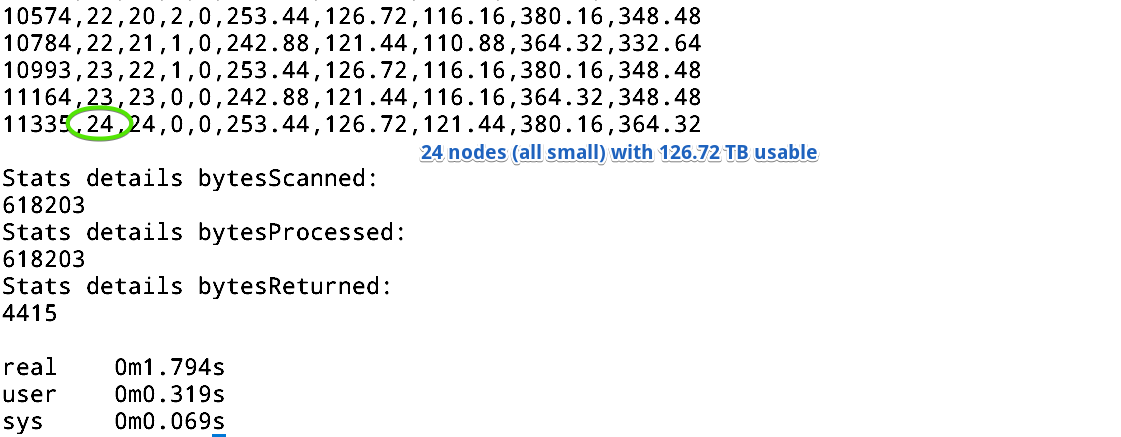 10574,22,20,2,0,253.44,126.72,116.16,380.16,348.48
10784,22,21,1,0,242.88,121.44,110.88,364.32,332.64
10993,23,22,1,0,253.44,126.72,116.16,380.16,348.48
11164,23,23,0,0,242.88,121.44,116.16,364.32,348.48
11335,24,24,0,0,253.44,126.72,121.44,380.16,364.32
24 nodes (all small) with 126.72 TB usable
Stats details bytesScanned:
618203
Stats details bytesProcessed:
618203
Stats details bytesReturned:
4415
real 0m1.794s
user 0m0.319s
sys 0m0.069s